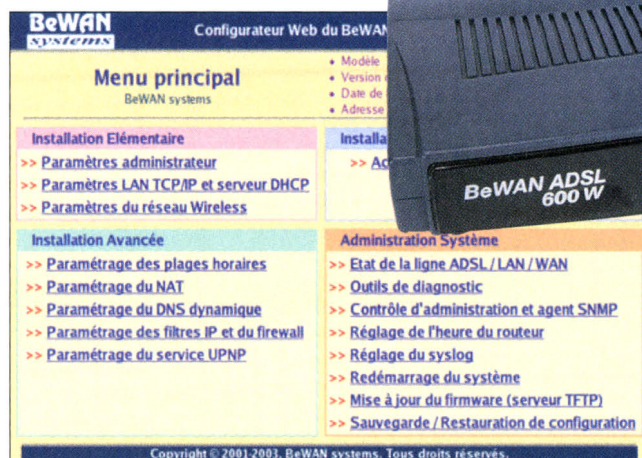 BeWAN
systems
Configurateur Web du BeWAN
Menu principal
BeWAN systems
• Modèle
• Version
• Date de
• Adresse
Installation Elémentaire
>> Paramètres administrateur
>> Paramètres LAN TCP/IP et serveur DHCP
>> Paramètres du réseau Wireless
>>
BeWAN ADSL
600 W
Installation Avancée
>> Paramétrage des plages horaires
>> Paramétrage du NAT
>> Paramétrage du DNS dynamique
>> Paramétrage des filtres IP et du firewall
>> Paramétrage du service UPNP
Administration Système
>> Etat de la ligne ADSL / LAN / WAN
>> Outils de diagnostic
>> Contrôle d'administration et agent SNMP
>> Réglage de l'heure du routeur
>> Réglage du syslog
>> Redémarrage du système
>> Mise à jour du firmware (serveur TFTP)
>> Sauvegarde / Restauration de configuration
Copyright © 2001-2003, BeWAN systems. Tous droits réservés.